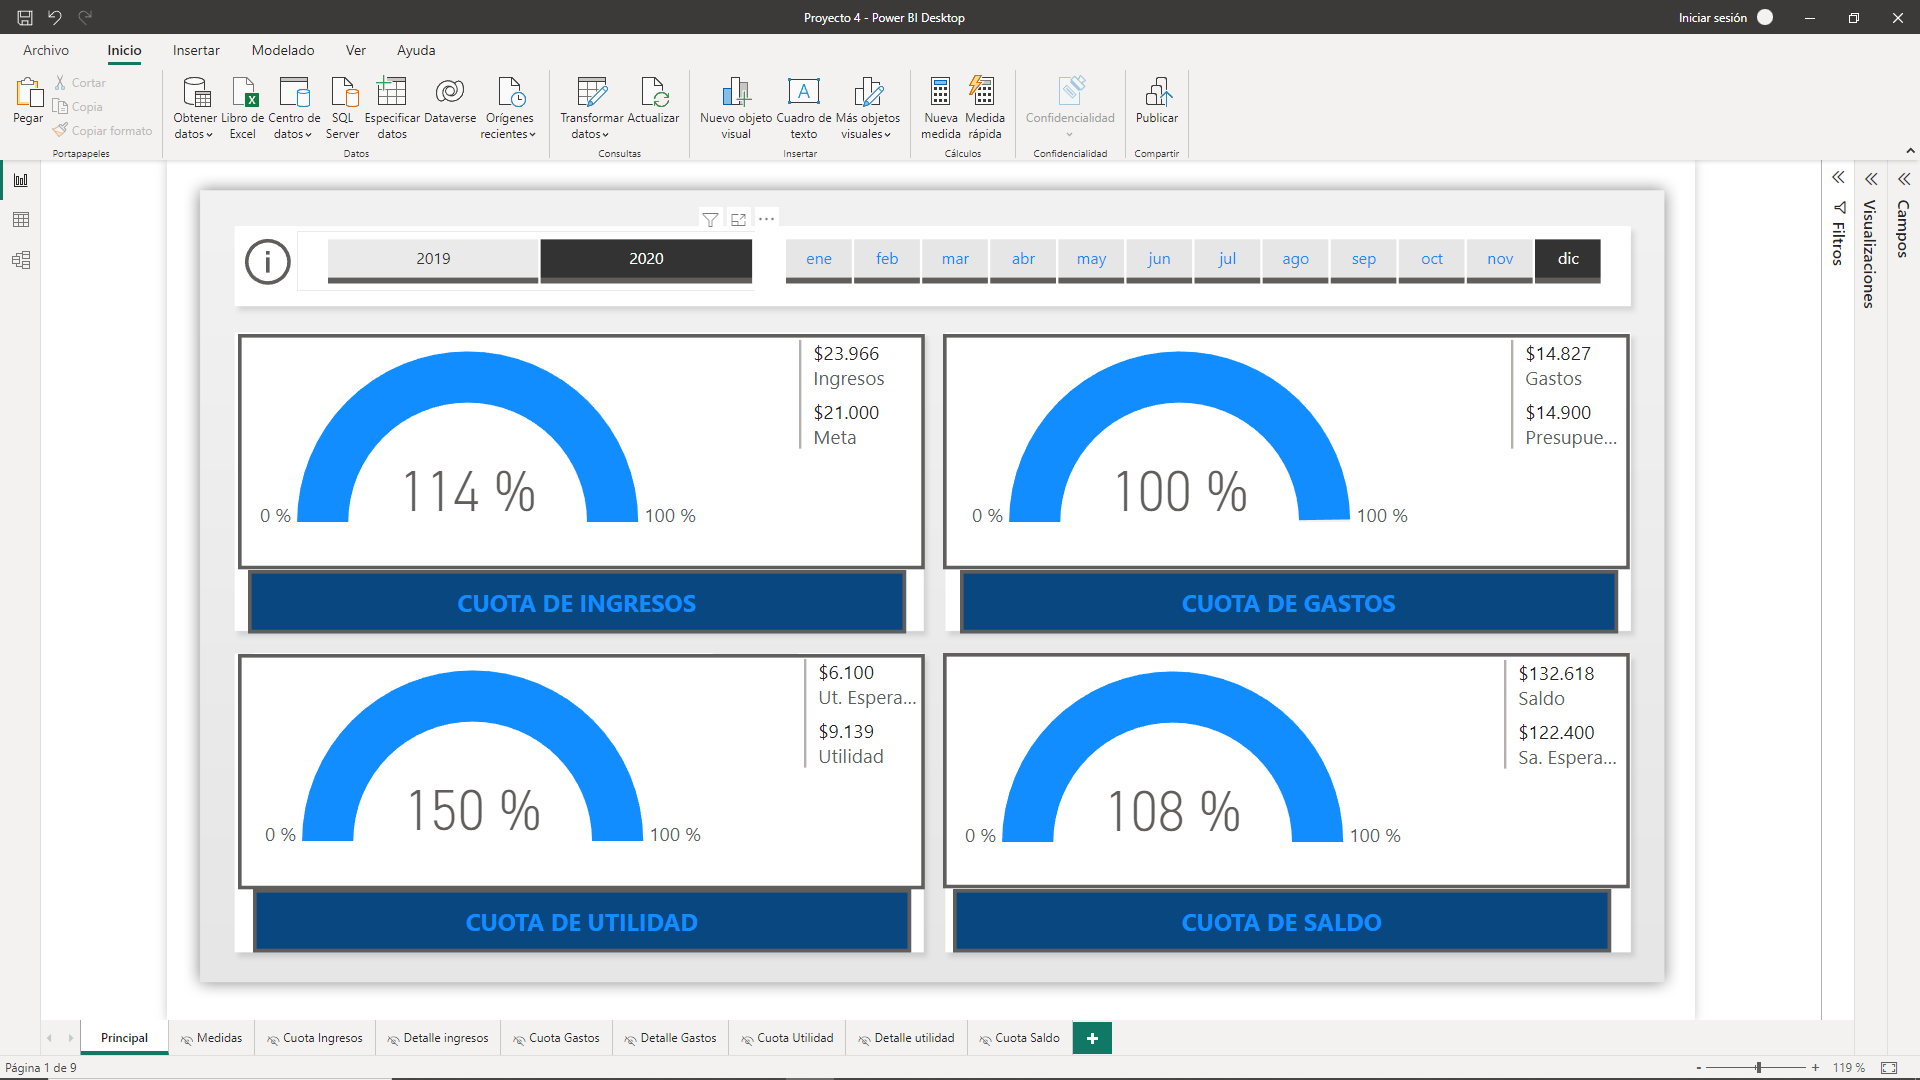 Proyecto 4 - Power BI Desktop
Iniciar sesión
Archivo
Inicio
Insertar
Modelado
Ver
Ayuda
Pegar
Cortar
Copia
Copiar formato
Portapapeles
Obtener datos
Libro de Excel
Centro de datos
SQL Server
Especificar datos
Dataverse
Orígenes recientes
Datos
Transformar datos
Actualizar
Consultas
Nuevo objeto visual
Cuadro de texto
Más objetos visuales
Insertar
Nueva medida
Medida rápida
Cálculos
Confidencialidad
Confidencialidad
Publicar
Compartir
2019
2020
ene
feb
mar
abr
may
jun
jul
ago
sep
oct
nov
dic
$23.966
Ingresos
$21.000
Meta
114 %
0 %
100 %
CUOTA DE INGRESOS
$14.827
Gastos
$14.900
Presupue...
100 %
0 %
100 %
CUOTA DE GASTOS
$6.100
Ut. Espera...
$9.139
Utilidad
150 %
0 %
100 %
CUOTA DE UTILIDAD
$132.618
Saldo
$122.400
Sa. Espera...
108 %
0 %
100 %
CUOTA DE SALDO
Filtros
Visualizaciones
Campos
Principal
Medidas
Cuota Ingresos
Detalle ingresos
Cuota Gastos
Detalle Gastos
Cuota Utilidad
Detalle utilidad
Cuota Saldo
Página 1 de 9
119 %